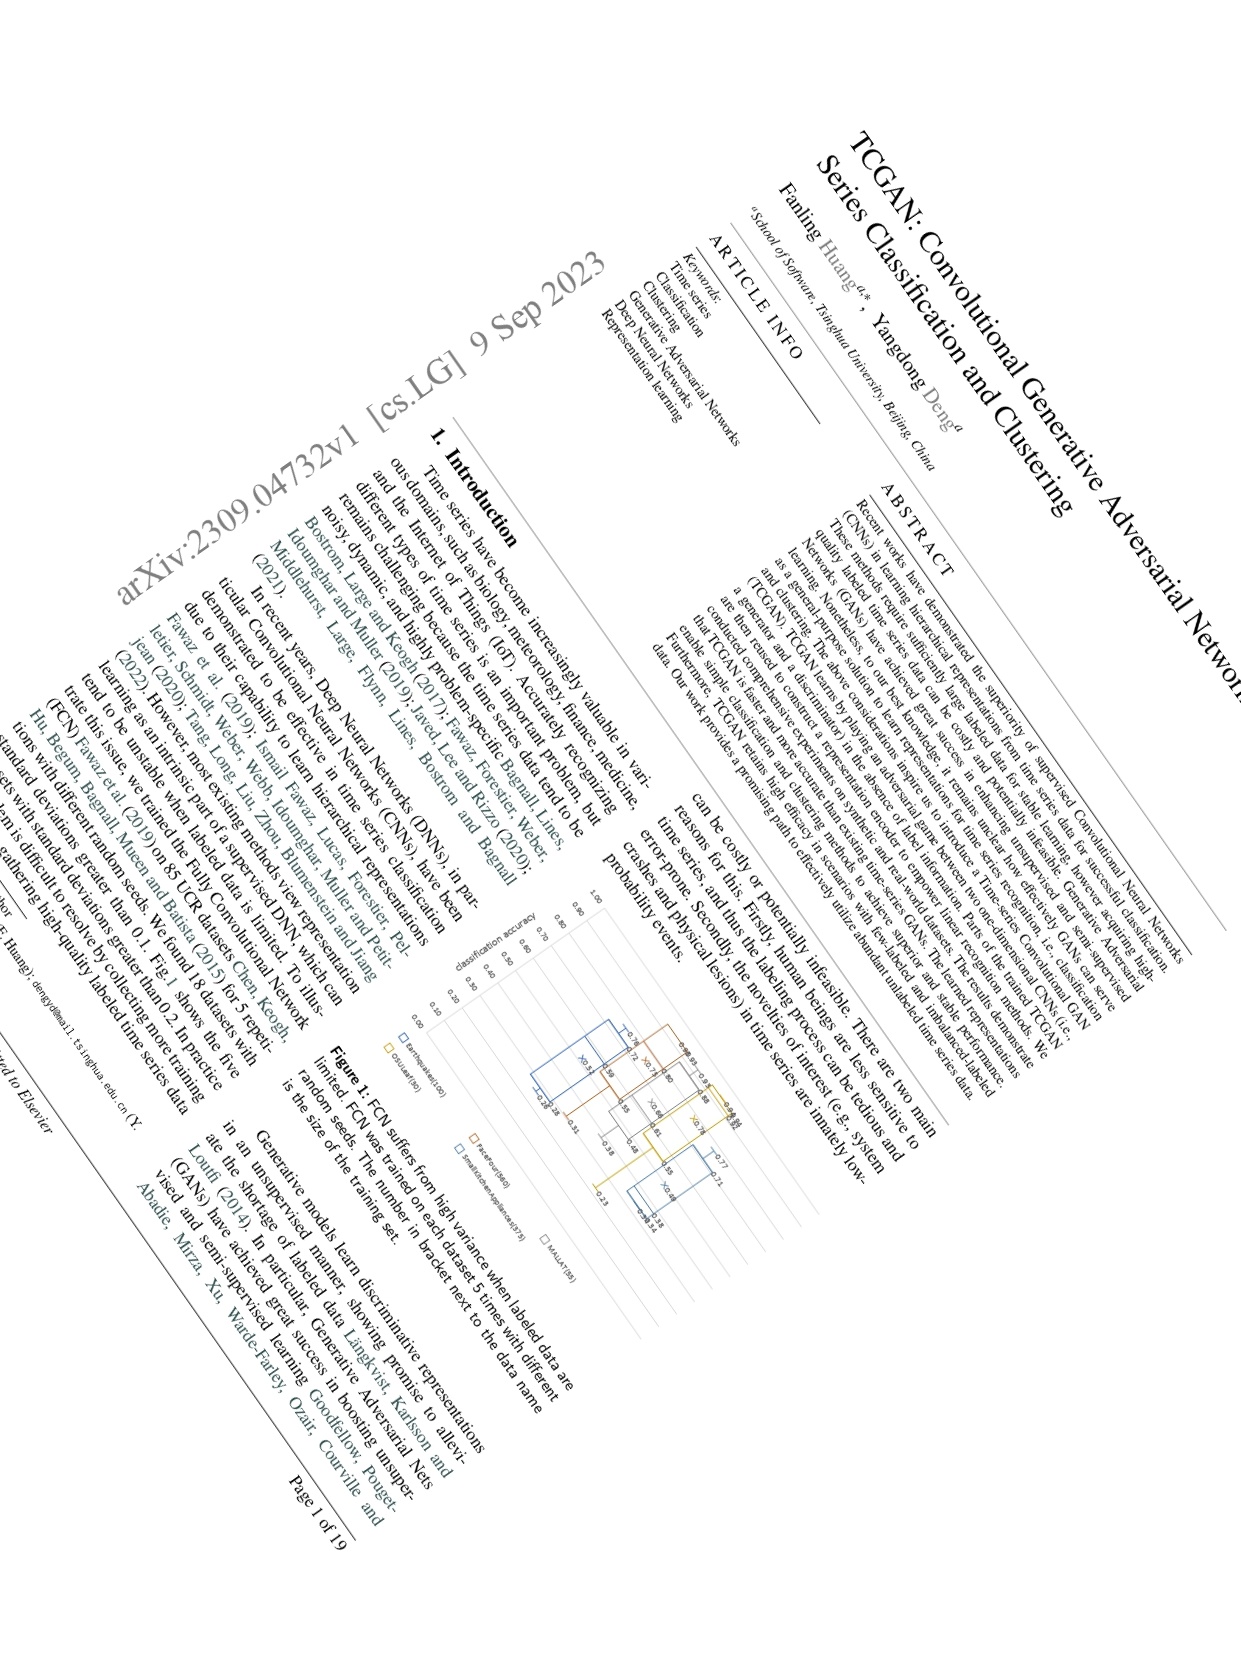 TCGAN: Convolutional Generative Adversarial Network
Series Classification and Clustering
Fanling Huang a,*, Yangdong Deng a
a School of Software, Tsinghua University, Beijing, China
ARTICLE INFO
Keywords:
Time series
Classification
Clustering
Generative Adversarial Networks
Deep Neural Networks
Representation learning
ABSTRACT
Recent works have demonstrated the superiority of supervised Convolutional Neural Networks
(CNNs) in learning hierarchical representations from time series data for successful classification.
These methods require sufficiently large labeled data for stable learning, however acquiring high-
quality labeled time series data can be costly and potentially infeasible. Generative Adversarial
Networks (GANs) have achieved great success in enhancing unsupervised and semi-supervised
learning. Nonetheless, to our best knowledge, it remains unclear how effectively GANs can serve
as a general-purpose solution to learn representations for time series recognition, i.e., classification
and clustering. The above considerations inspire us to introduce a Time-series Convolutional GAN
(TCGAN). TCGAN learns by playing an adversarial game between two one-dimensional CNNs (i.e.,
a generator and a discriminator) in the absence of label information. Parts of the trained TCGAN
are then reused to construct a representation encoder to empower linear recognition methods. We
conducted comprehensive experiments on synthetic and real-world datasets. The results demonstrate
that TCGAN is faster and more accurate than existing time-series GANs. The learned representations
enable simple classification and clustering methods to achieve superior and stable performance.
Furthermore, TCGAN retains high efficacy in scenarios with few-labeled and imbalanced-labeled
data. Our work provides a promising path to effectively utilize abundant unlabeled time series data.
arXiv:2309.04732v1 [cs.LG] 9 Sep 2023
1. Introduction
Time series have become increasingly valuable in vari-
ous domains, such as biology, meteorology, finance, medicine,
and the Internet of Things (IoT). Accurately recognizing
different types of time series is an important problem, but
remains challenging because the time series data tend to be
noisy, dynamic, and highly problem-specific Bagnall, Lines,
Bostrom, Large and Keogh (2017); Fawaz, Forestier, Weber,
Idoumghar and Muller (2019); Javed, Lee and Rizzo (2020);
Middlehurst, Large, Flynn, Lines, Bostrom and Bagnall
(2021).
In recent years, Deep Neural Networks (DNNs), in par-
ticular Convolutional Neural Networks (CNNs), have been
demonstrated to be effective in time series classification
due to their capability to learn hierarchical representations
Fawaz et al. (2019); Ismail Fawaz, Lucas, Forestier, Pel-
letier, Schmidt, Weber, Webb, Idoumghar, Muller and Petit-
jean (2020); Tang, Long, Liu, Zhou, Blumenstein and Jiang
(2022). However, most existing methods view representation
learning as an intrinsic part of a supervised DNN, which can
tend to be unstable when labeled data is limited. To illus-
trate this issue, we trained the Fully Convolutional Network
(FCN) Fawaz et al. (2019) on 85 UCR datasets Chen, Keogh,
Hu, Begum, Bagnall, Mueen and Batista (2015) for 5 repeti-
tions with different random seeds. We found 18 datasets with
standard deviations greater than 0.1. Fig.1 shows the five
sets with standard deviations greater than 0.2. In practice
is difficult to resolve by collecting more training
gathering high-quality labeled time series data
Huang); dengyd@mail.tsinghua.edu.cn (Y.
to Elsevier
can be costly or potentially infeasible. There are two main
reasons for this. Firstly, human beings are less sensitive to
time series, and thus the labeling process can be tedious and
error-prone. Secondly, the novelties of interest (e.g., system
crashes and physical lesions) in time series are innately low-
probability events.
classification accuracy
1.00
0.90
0.80
0.70
0.60
0.50
0.40
0.30
0.20
0.10
0.00
Earthquakes(100)
OSULeaf(50)
FaceFour(560)
SmallKitchenAppliances(375)
MALLAT(55)
Figure 1: FCN suffers from high variance when labeled data are
limited. FCN was trained on each dataset 5 times with different
random seeds. The number in bracket next to the data name
is the size of the training set.
Generative models learn discriminative representations
in an unsupervised manner, showing promise to allevi-
ate the shortage of labeled data Längkvist, Karlsson and
Loutfi (2014). In particular, Generative Adversarial Nets
(GANs) have achieved great success in boosting unsuper-
vised and semi-supervised learning Goodfellow, Pouget-
Abadie, Mirza, Xu, Warde-Farley, Ozair, Courville and
Page 1 of 19